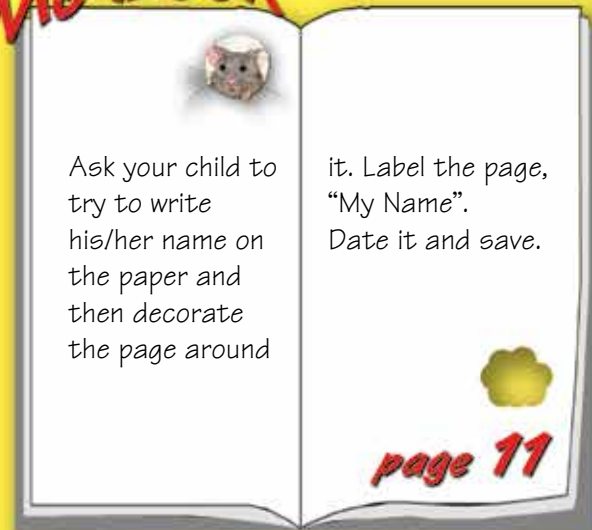 Ask your child to
try to write
his/her name on
the paper and
then decorate
the page around
it. Label the page,
“My Name”.
Date it and save.
page 11